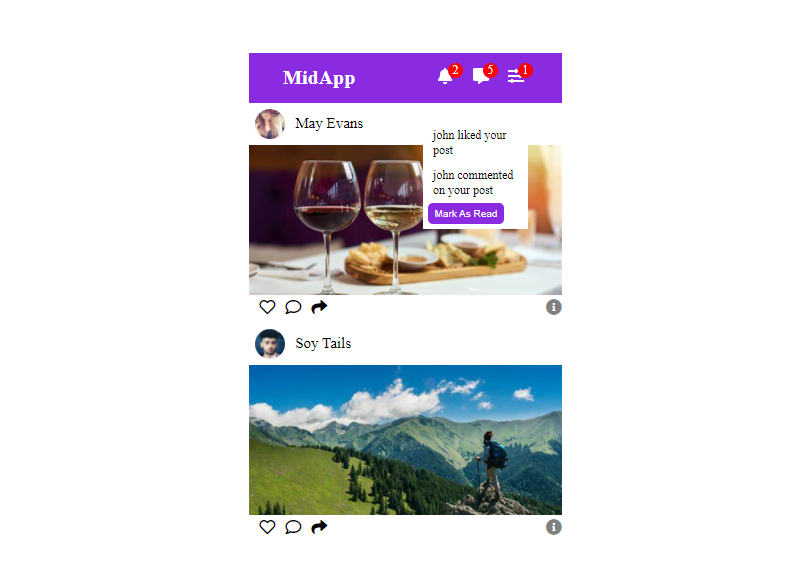 MidApp
2
5
1
May Evans
john liked your
post
john commented
on your post
Mark As Read
Soy Tails